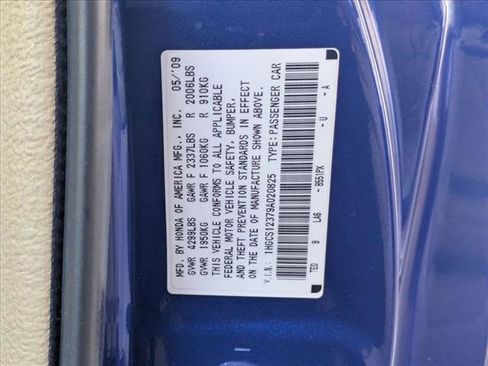 MFD. BY HONDA OF AMERICA MFG., INC. 05/'09
GVWR 4299LBS GAWR F 2337LBS R 2006LBS
GVWR 1950KG GAWR F 1060KG R 910KG
THIS VEHICLE CONFORMS TO ALL APPLICABLE
FEDERAL MOTOR VEHICLE SAFETY, BUMPER,
AND THEFT PREVENTION STANDARDS IN EFFECT
ON THE DATE OF MANUFACTURE SHOWN ABOVE.
V.I.N.: 1HGCS12379A020825 TYPE:PASSENGER CAR
TE0 9 LA6 - B551PX - U - A